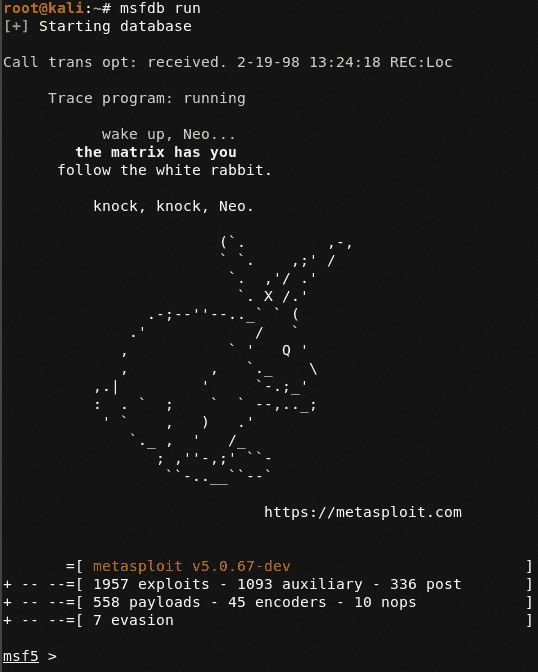 root@kali:~# msfdb run
[+] Starting database

Call trans opt: received. 2-19-98 13:24:18 REC:Loc

     Trace program: running

           wake up, Neo...
        the matrix has you
      follow the white rabbit.

          knock, knock, Neo.

                        (`.         ,-,
                        ` `.    ,;' /
                         `.  ,'/ .'
                          `. X /.'
                .-;--''--.._` ` (
              .'            /   `
             ,           ` '   Q '
             ,         ,   `._    \
          ,.|         '     `-.;_'
          :  . `  ;    `  ` --,.._;
           ' `    ,   )   .'
              `._ ,  '   /_
                 ; ,''-,;' ``-
                  ``-..__``--`

                             https://metasploit.com

       =[ metasploit v5.0.67-dev                          ]
+ -- --=[ 1957 exploits - 1093 auxiliary - 336 post       ]
+ -- --=[ 558 payloads - 45 encoders - 10 nops            ]
+ -- --=[ 7 evasion                                       ]

msf5 >